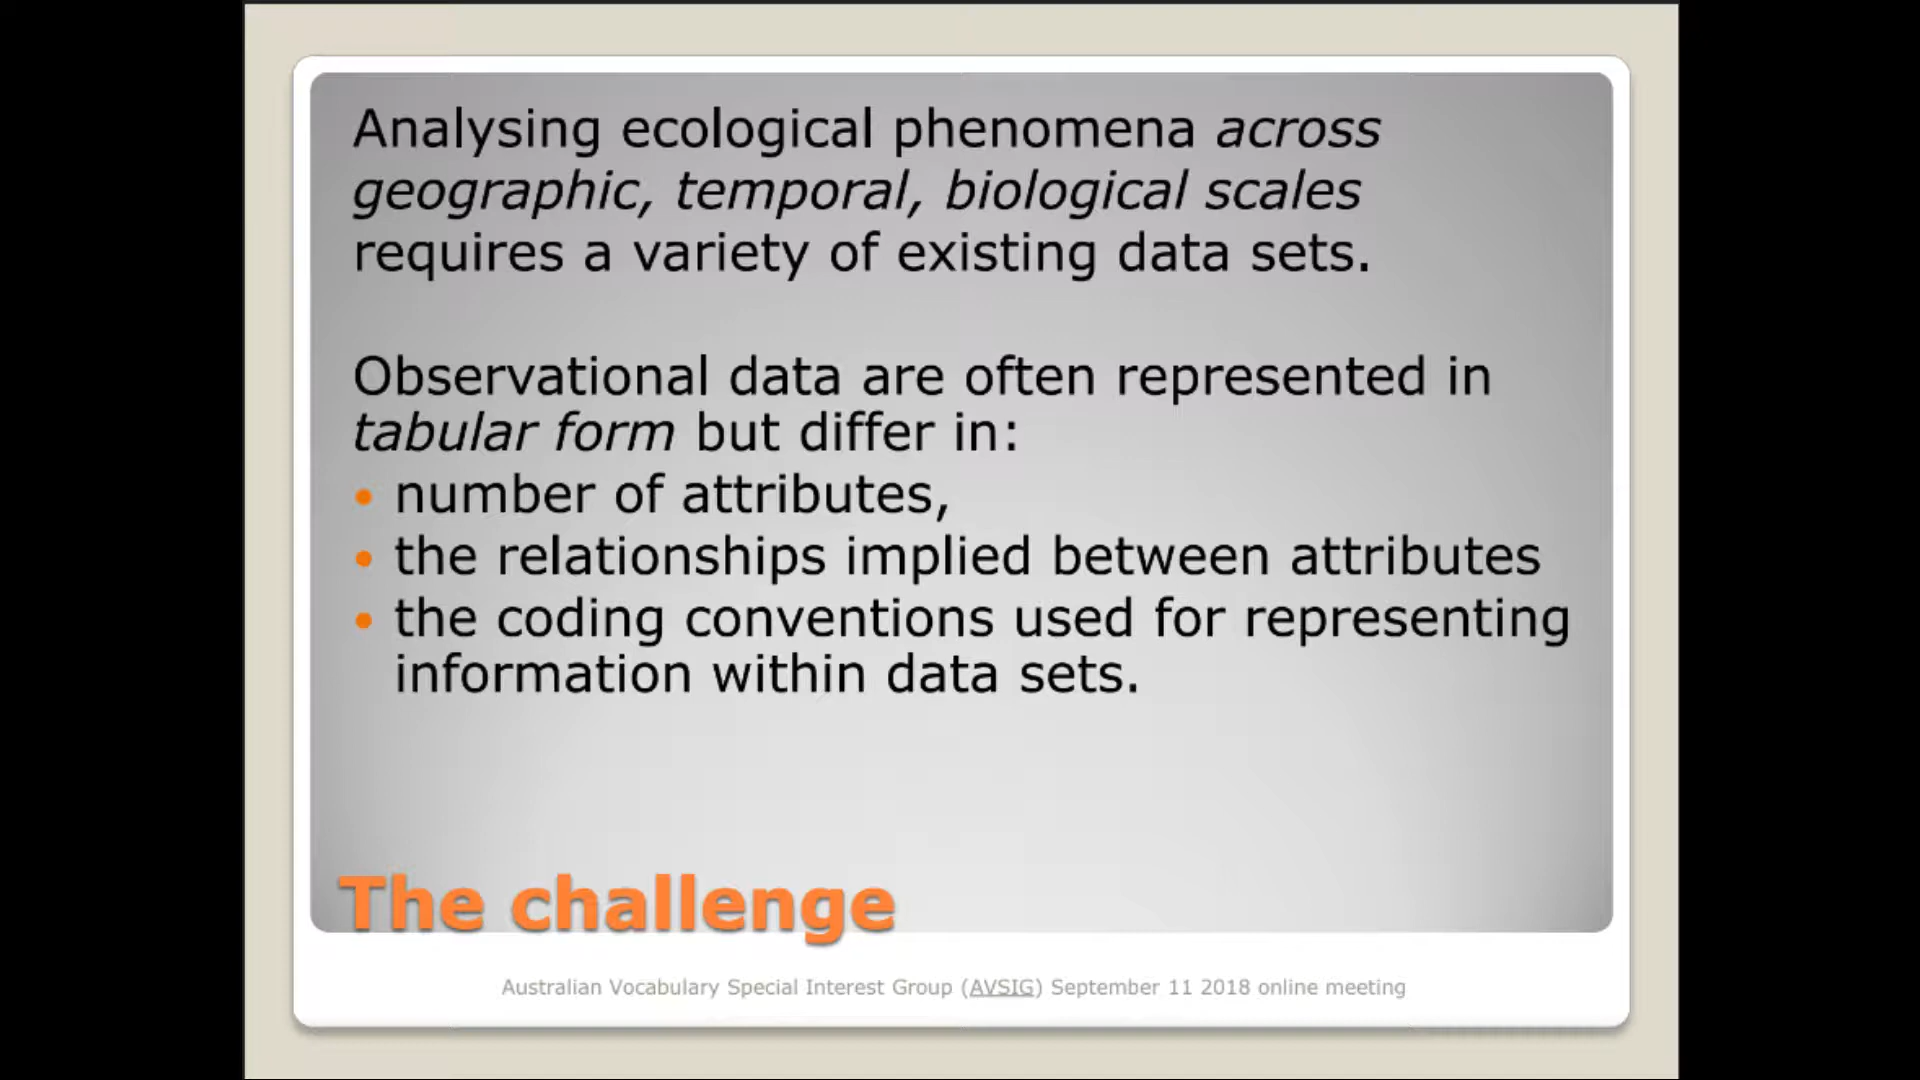 Analysing ecological phenomena across
geographic, temporal, biological scales
requires a variety of existing data sets.
Observational data are often represented in
tabular form but differ in:
• number of attributes,
• the relationships implied between attributes
• the coding conventions used for representing
information within data sets.
The challenge
Australian Vocabulary Special Interest Group (AVSIG) September 11 2018 online meeting